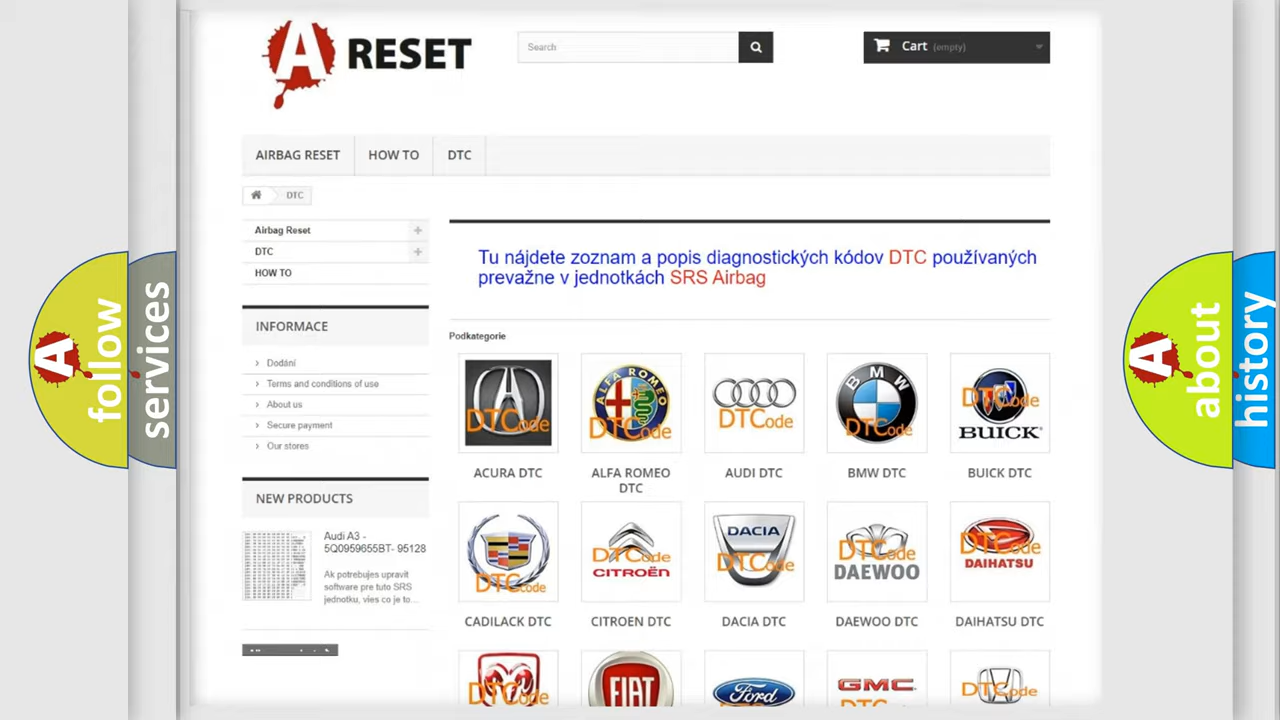 A RESET
Search
Cart (empty)
AIRBAG RESET
HOW TO
DTC
DTC
Airbag Reset
DTC
HOW TO
Tu nájdete zoznam a popis diagnostických kódov DTC používaných
prevažne v jednotkách SRS Airbag
INFORMACE
Dodání
Terms and conditions of use
About us
Secure payment
Our stores
Podkategorie
DTCode
ALFA ROMEO
DTCode
DTCode
BMW
DTCode
DTCode
BUICK
ACURA DTC
ALFA ROMEO
DTC
AUDI DTC
BMW DTC
BUICK DTC
NEW PRODUCTS
Audi A3 -
5Q0959655BT- 95128
Ak potrebujes upravit
software pre tuto SRS
jednotku, vies co je to...
DTCode
DTCode
CITROËN
DACIA
DTCode
DTCode
DAEWOO
DTCode
DAIHATSU
CADILACK DTC
CITROEN DTC
DACIA DTC
DAEWOO DTC
DAIHATSU DTC
DTCode
FIAT
Ford
GMC
DTCode
A follow
services
A about
history